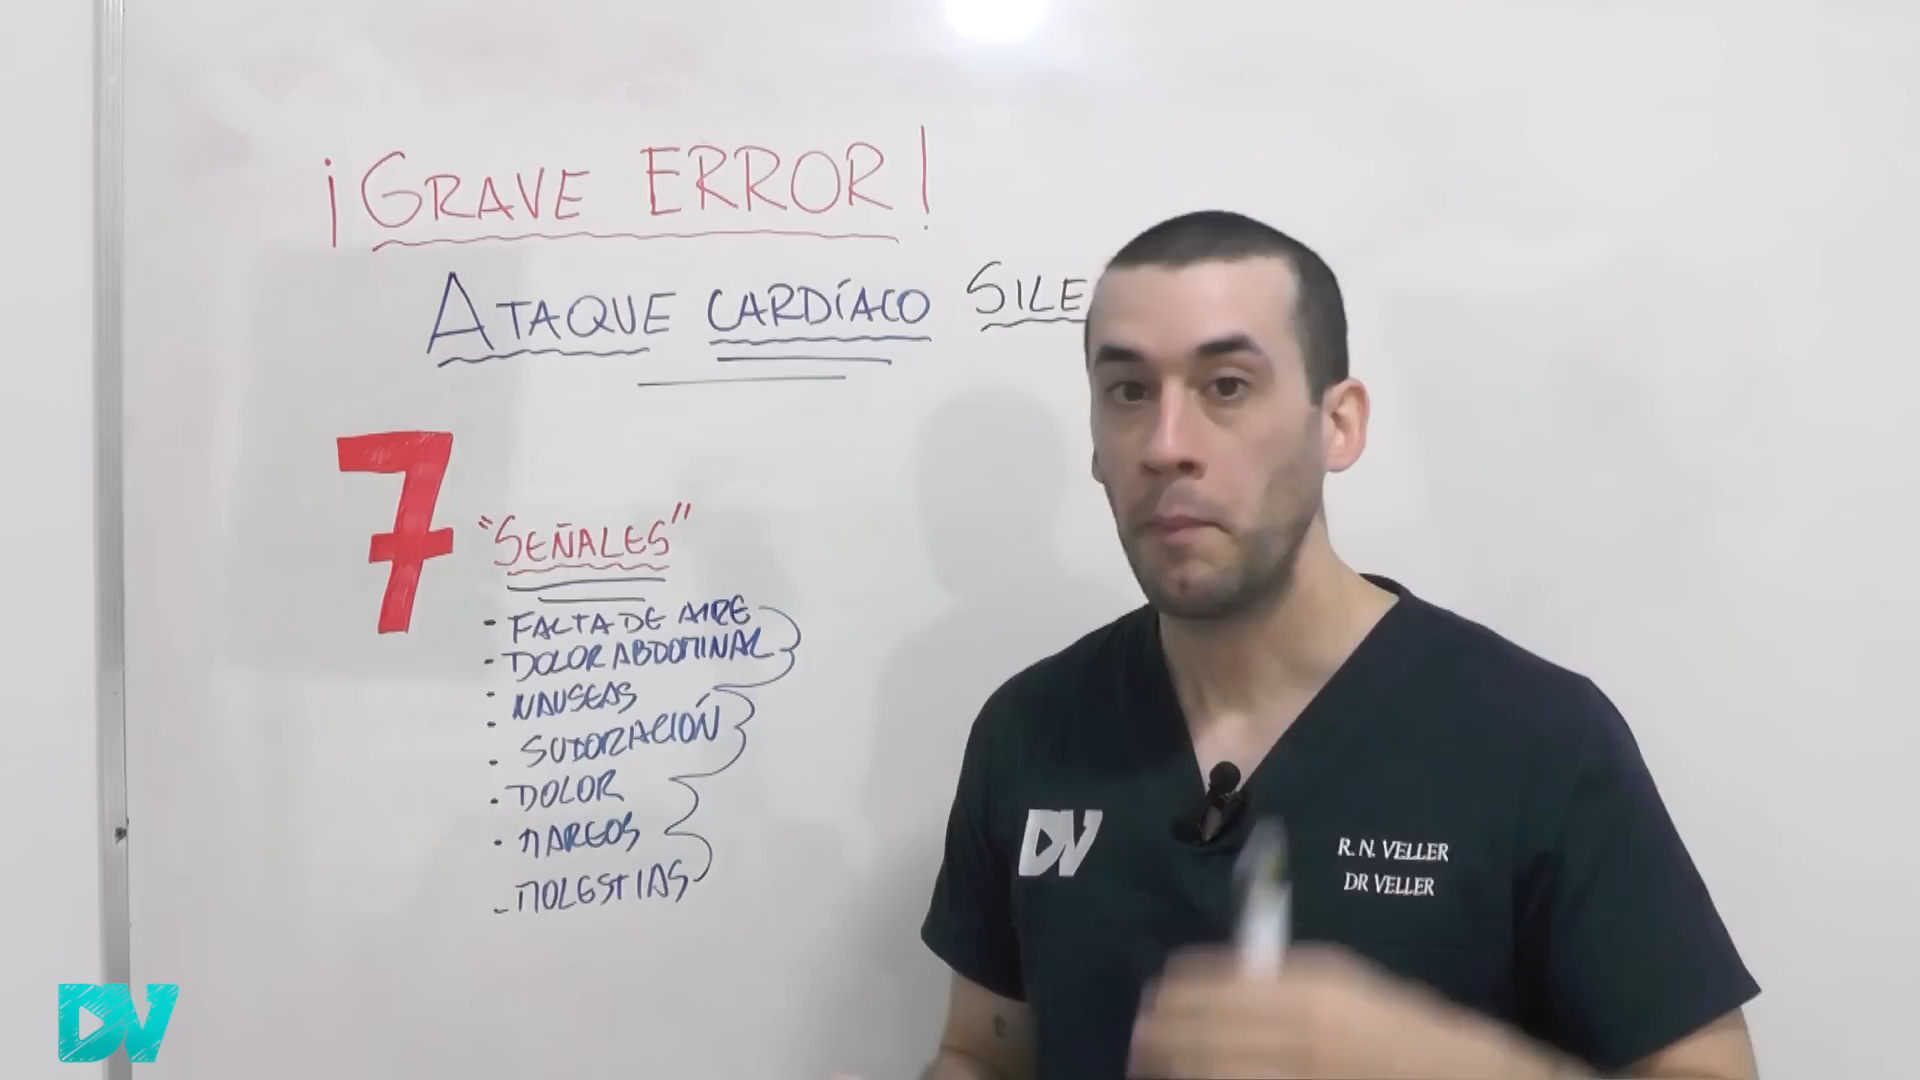 ¡GRAVE ERROR!
ATAQUE CARDÍACO SILE
7
"SEÑALES"
- FALTA DE AIRE
- DOLOR ABDOMINAL
- NAUSEAS
- SUDORACIÓN
- DOLOR
- MAREOS
- MOLESTIAS
DV
R. N. VELLER
DR VELLER
DV